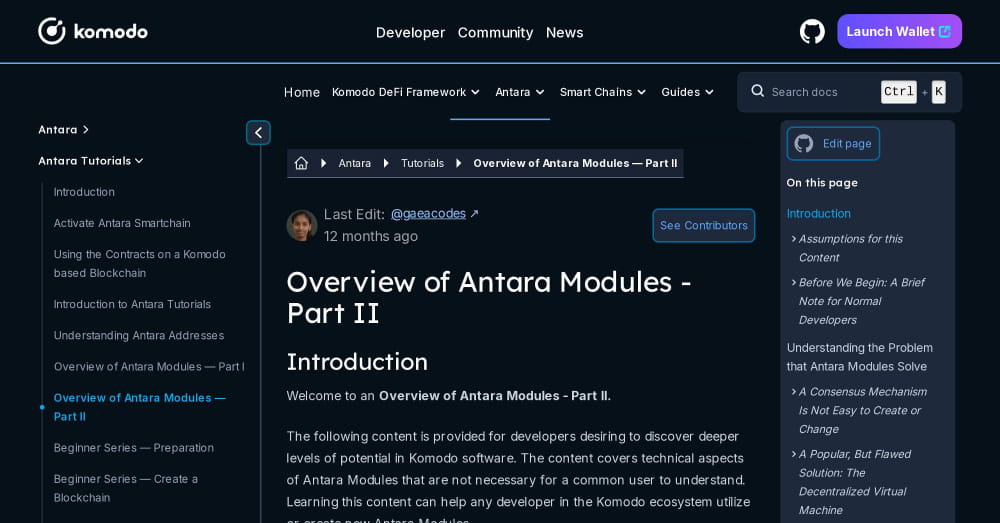 komodo
Developer Community News
Launch Wallet
Home Komodo DeFi Framework Antara Smart Chains Guides
Search docs Ctrl + K
Antara
Antara Tutorials
Introduction
Activate Antara Smartchain
Using the Contracts on a Komodo
based Blockchain
Introduction to Antara Tutorials
Understanding Antara Addresses
Overview of Antara Modules — Part I
Overview of Antara Modules —
Part II
Beginner Series — Preparation
Beginner Series — Create a
Blockchain
Antara Tutorials Overview of Antara Modules — Part II
Last Edit: @gaeacodes ↗
12 months ago
See Contributors
Overview of Antara Modules -
Part II
Introduction
Welcome to an Overview of Antara Modules - Part II.
The following content is provided for developers desiring to discover deeper
levels of potential in Komodo software. The content covers technical aspects
of Antara Modules that are not necessary for a common user to understand.
Learning this content can help any developer in the Komodo ecosystem utilize
or create new Antara Modules.
Edit page
On this page
Introduction
Assumptions for this
Content
Before We Begin: A Brief
Note for Normal
Developers
Understanding the Problem
that Antara Modules Solve
A Consensus Mechanism
Is Not Easy to Create or
Change
A Popular, But Flawed
Solution: The
Decentralized Virtual
Machine